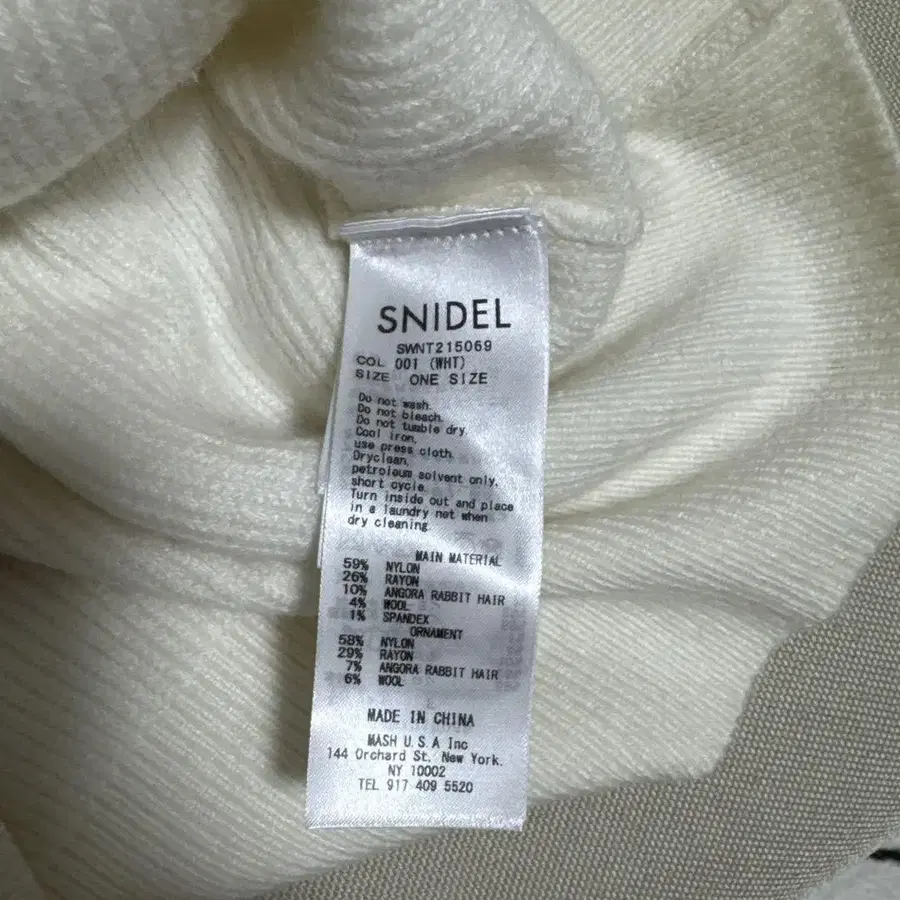 SNIDEL
SWNT215069
COL 001 (WHT)
SIZE ONE SIZE
Do not wash.
Do not bleach.
Do not tumble dry.
Cool iron,
use press cloth.
Dryclean,
petroleum solvent only,
short cycle.
Turn inside out and place
in a laundry net when
dry cleaning.
MAIN MATERIAL
59% NYLON
26% RAYON
10% ANGORA RABBIT HAIR
4% WOOL
1% SPANDEX
ORNAMENT
58% NYLON
29% RAYON
7% ANGORA RABBIT HAIR
6% WOOL
MADE IN CHINA
MASH U.S.A Inc
144 Orchard St, New York.
NY 10002
TEL 917 409 5520